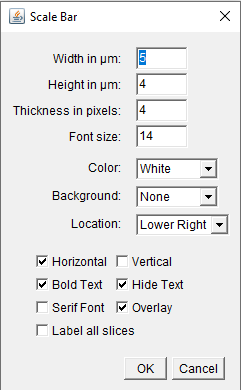 Scale Bar
Width in µm: 5
Height in µm: 4
Thickness in pixels: 4
Font size: 14
Color: White
Background: None
Location: Lower Right
Horizontal Vertical
Bold Text Hide Text
Serif Font Overlay
Label all slices
OK Cancel